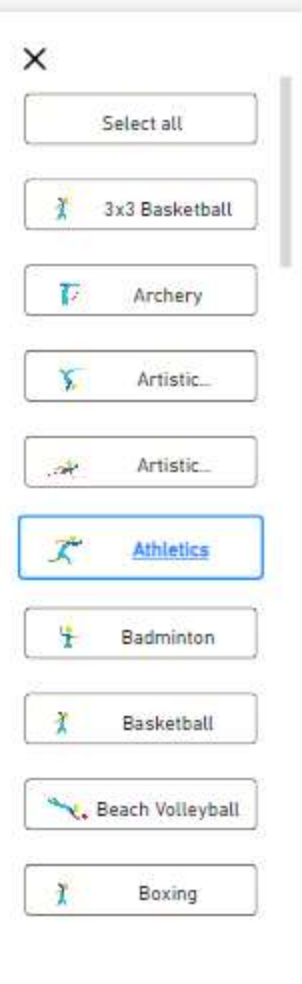 Select all
3x3 Basketball
Archery
Artistic...
Artistic...
Athletics
Badminton
Basketball
Beach Volleyball
Boxing